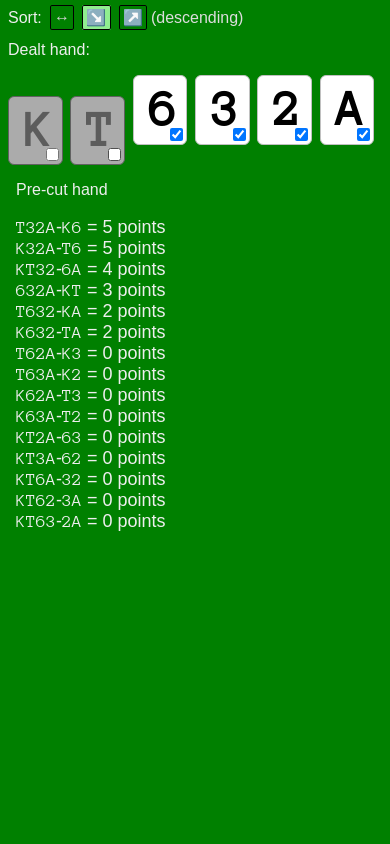 Sort: ↔ ↘ ↗ (descending)
Dealt hand:
K T 6 3 2 A
Pre-cut hand
T32A-K6 = 5 points
K32A-T6 = 5 points
KT32-6A = 4 points
632A-KT = 3 points
T632-KA = 2 points
K632-TA = 2 points
T62A-K3 = 0 points
T63A-K2 = 0 points
K62A-T3 = 0 points
K63A-T2 = 0 points
KT2A-63 = 0 points
KT3A-62 = 0 points
KT6A-32 = 0 points
KT62-3A = 0 points
KT63-2A = 0 points